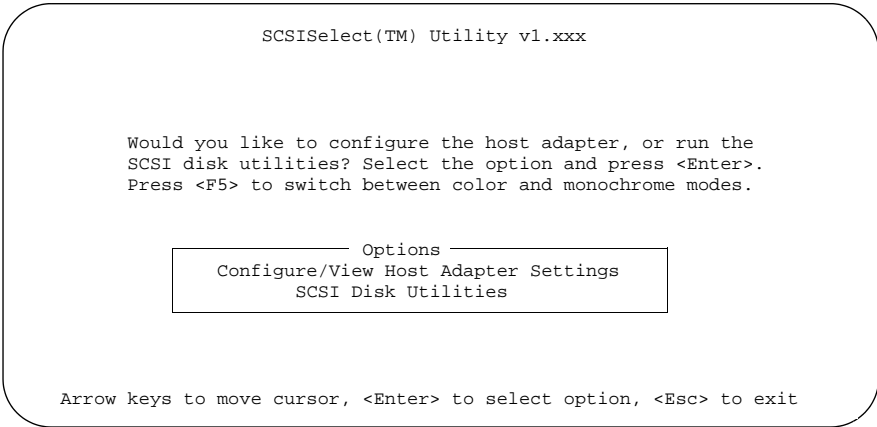 SCSISelect(TM) Utility v1.xxx
Would you like to configure the host adapter, or run the
SCSI disk utilities? Select the option and press <Enter>.
Press <F5> to switch between color and monochrome modes.
Options
Configure/View Host Adapter Settings
SCSI Disk Utilities
Arrow keys to move cursor, <Enter> to select option, <Esc> to exit